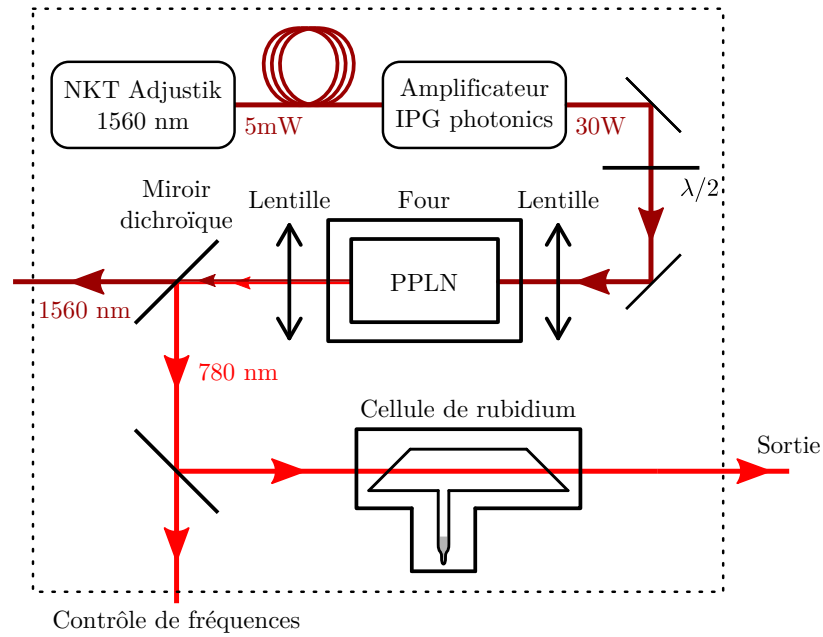 NKT Adjustik
1560 nm
5mW
Amplificateur
IPG photonics
30W
λ/2
Miroir
dichroïque
Lentille
Four
Lentille
PPLN
1560 nm
780 nm
Cellule de rubidium
Sortie
Contrôle de fréquences